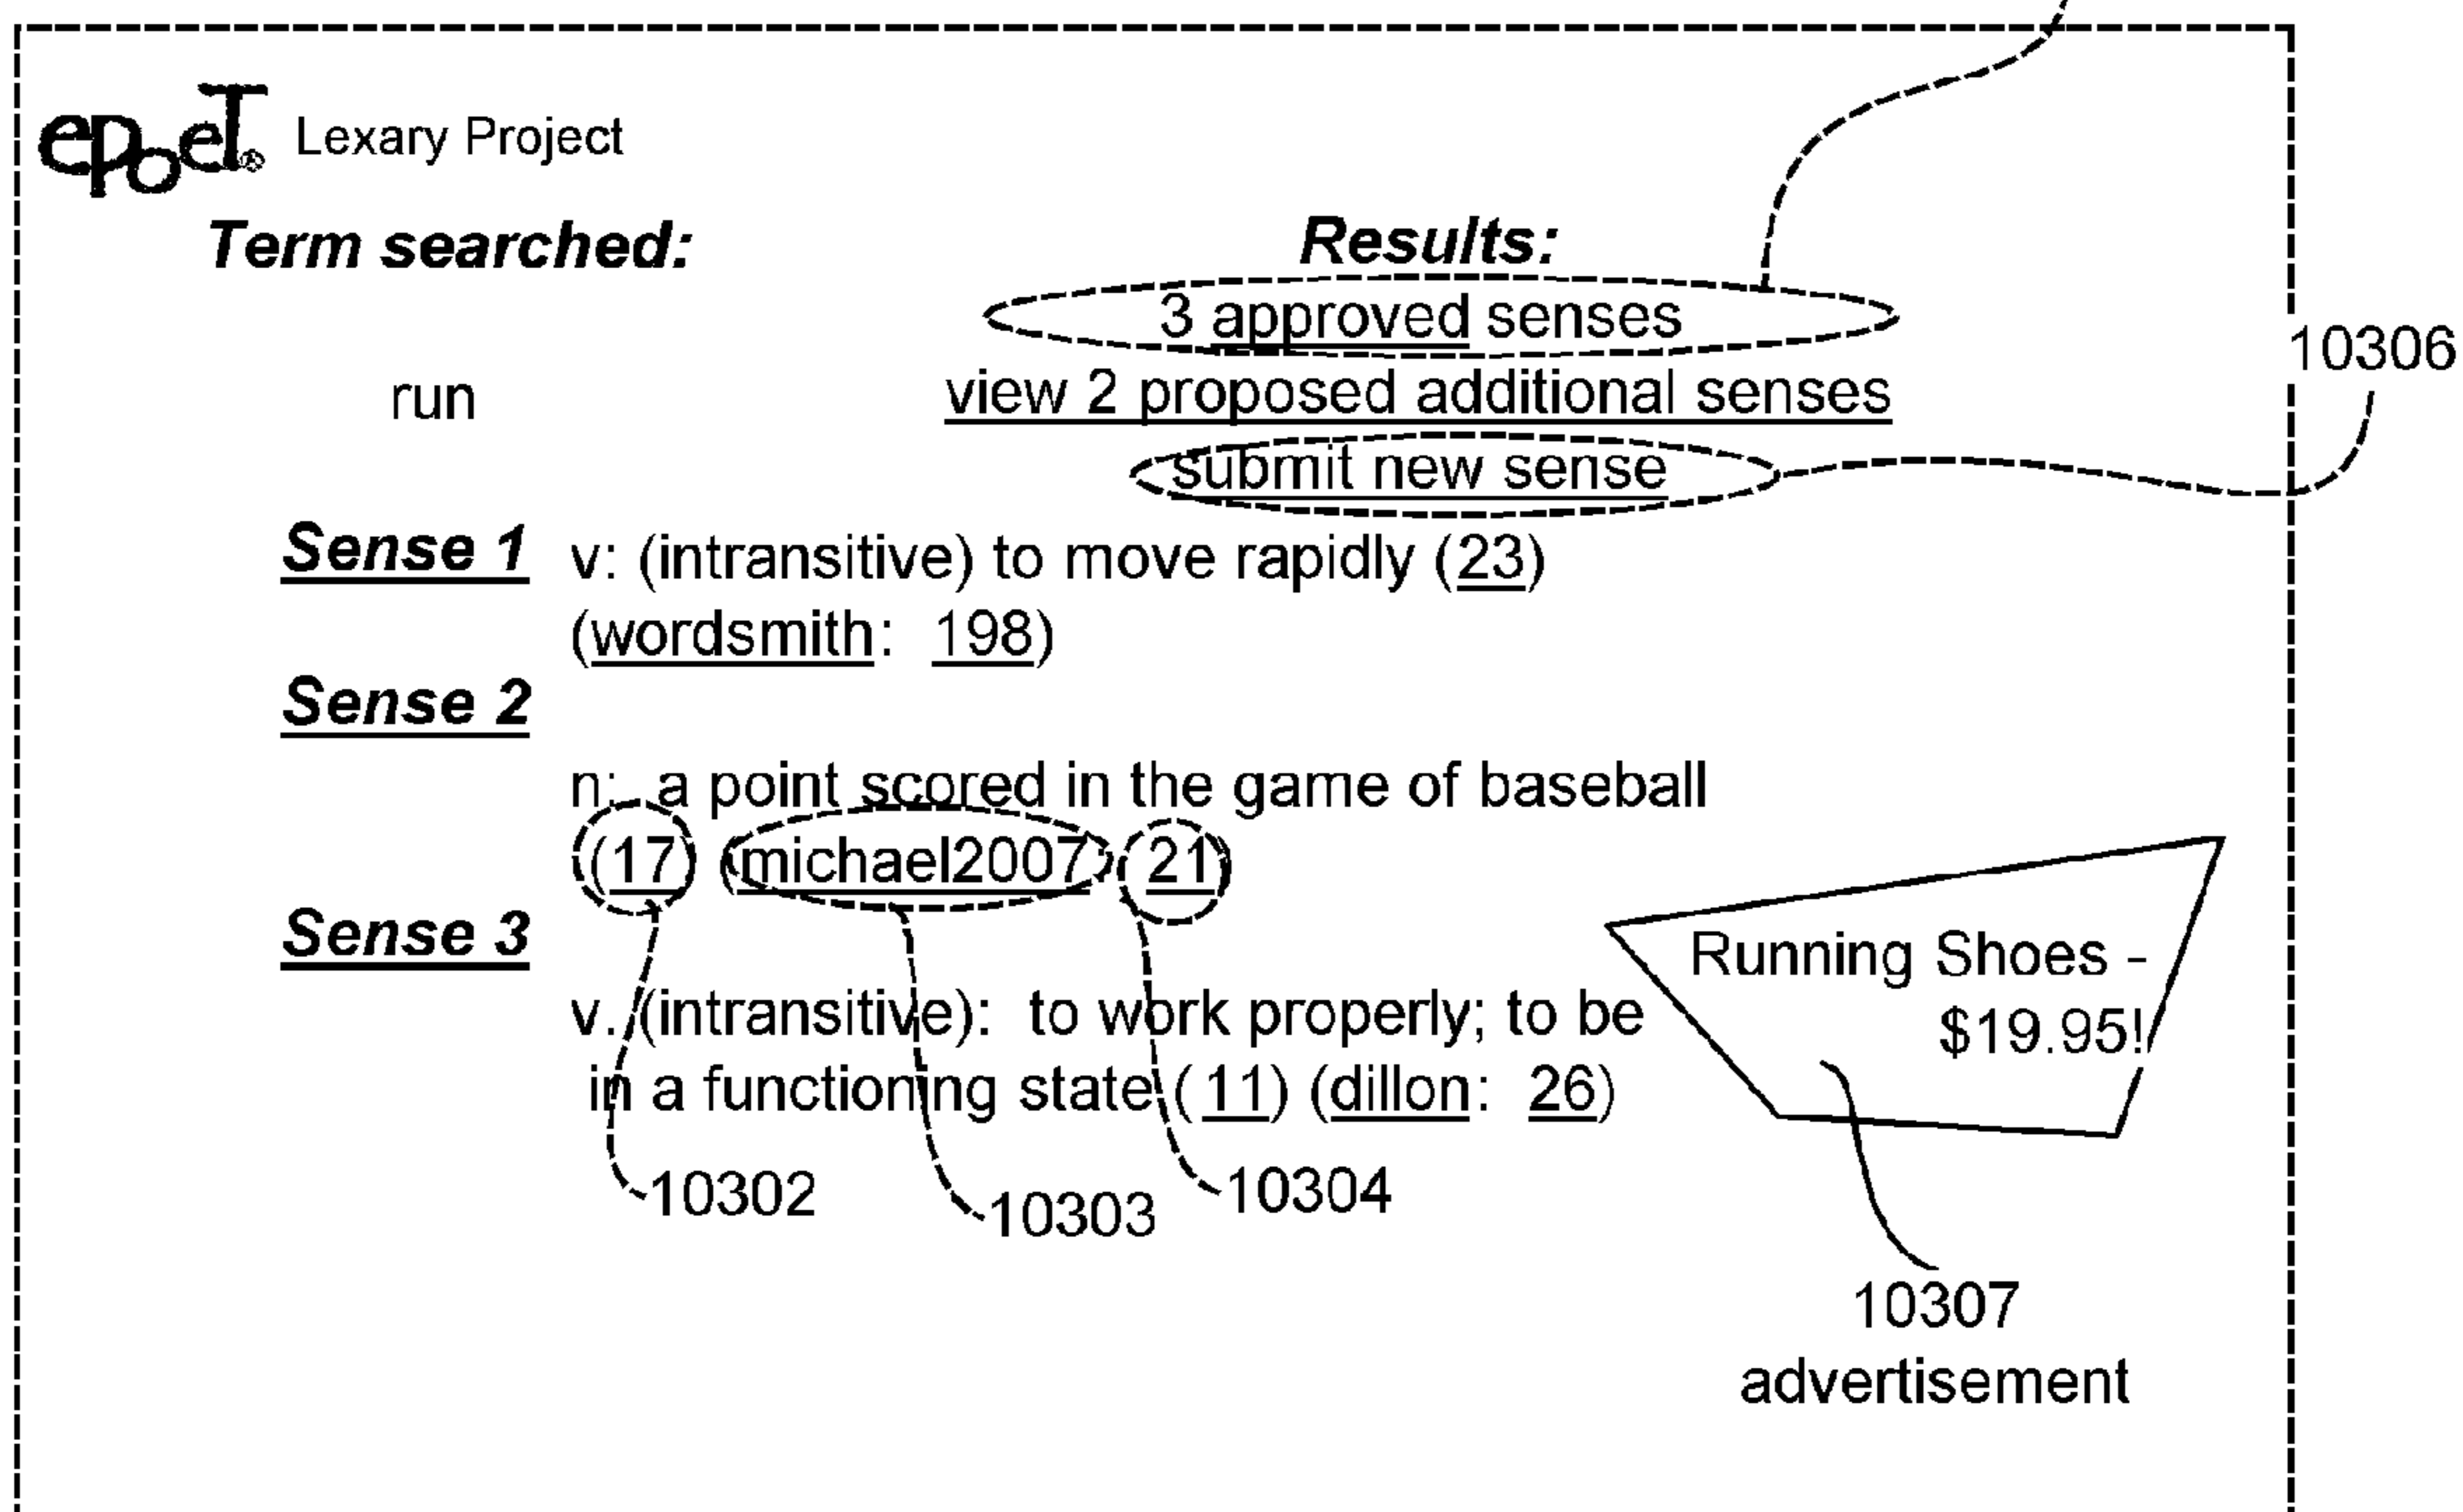 epoeT® Lexary Project
Term searched:
Results:
3 approved senses
10306
run
view 2 proposed additional senses
submit new sense
Sense 1 v: (intransitive) to move rapidly (23)
(wordsmith: 198)
Sense 2
n: a point scored in the game of baseball
(17) (michael2007: 21)
Sense 3
Running Shoes -
$19.95!
v. (intransitive): to work properly; to be
in a functioning state (11) (dillon: 26)
10302
10303
10304
10307
advertisement